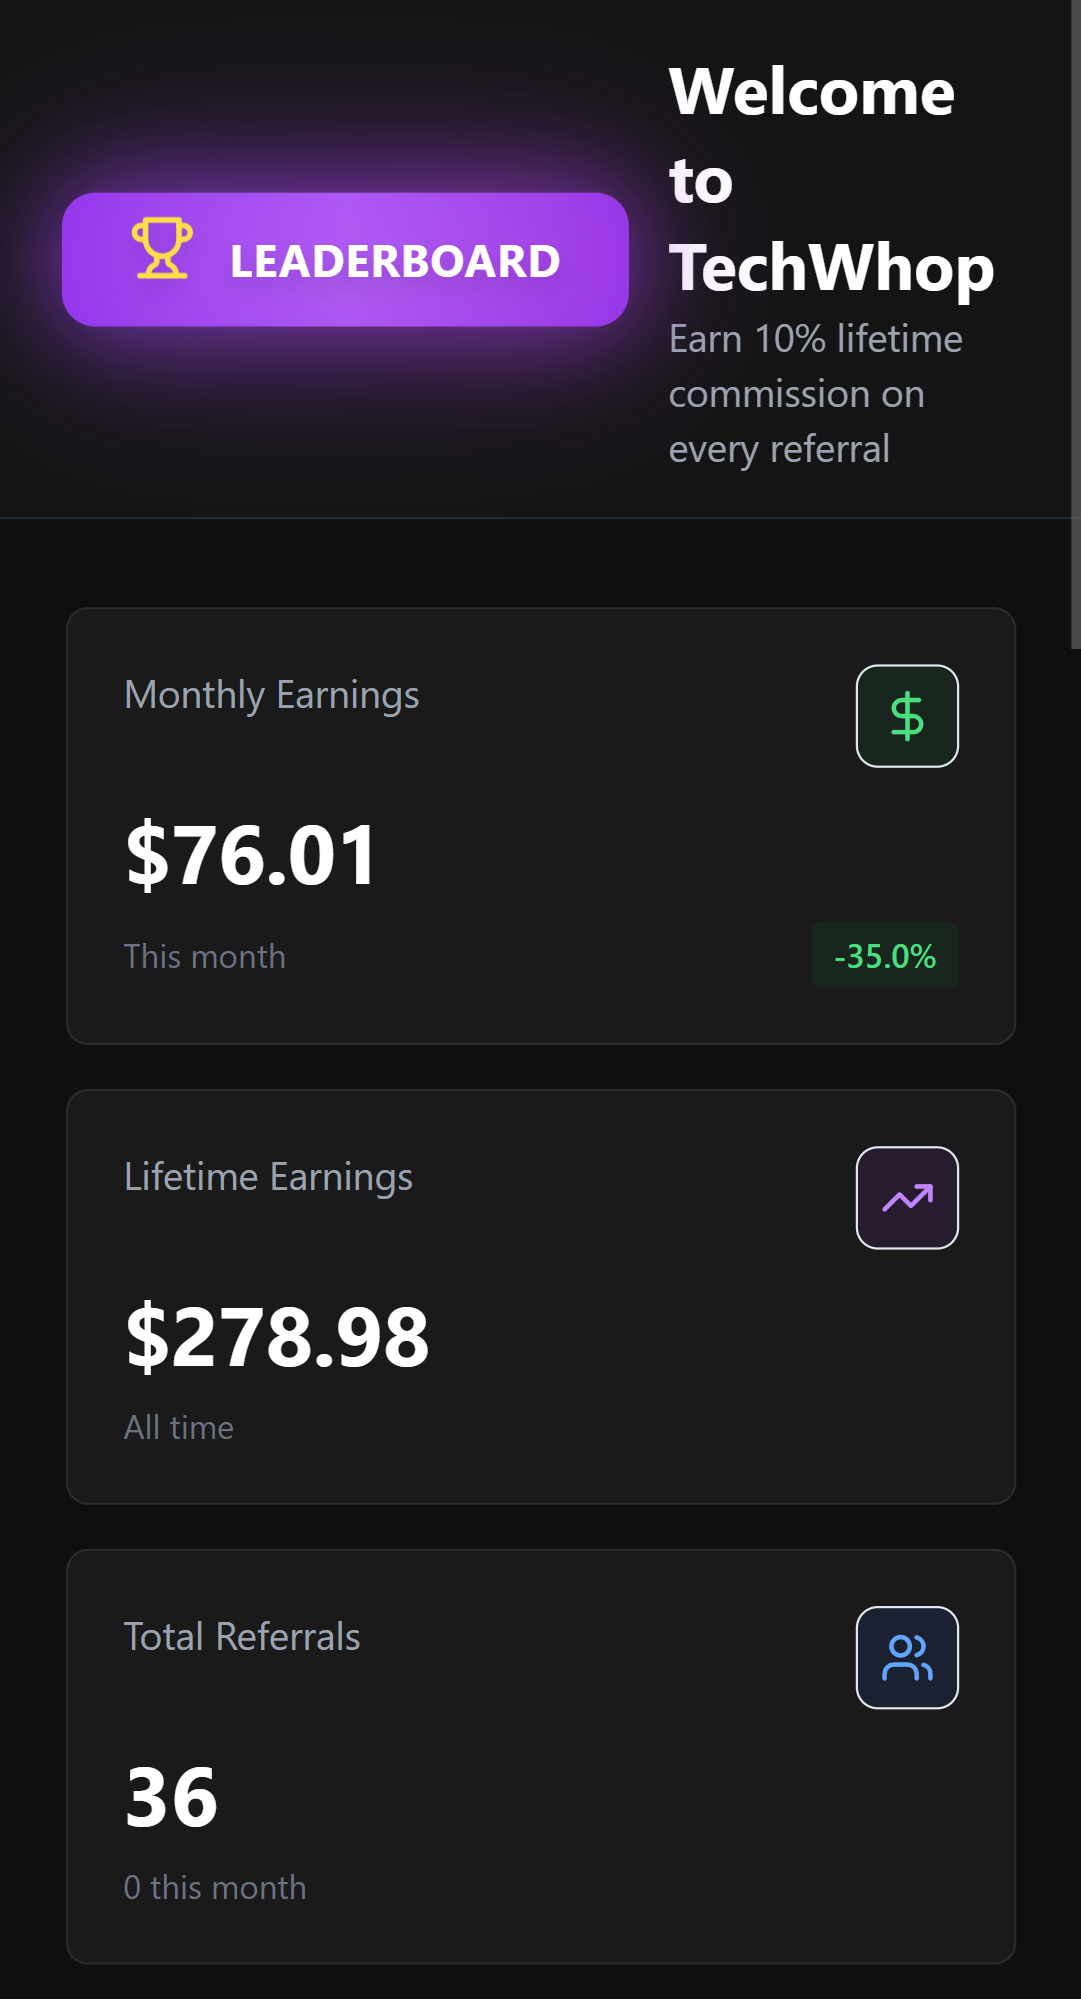 LEADERBOARD
Welcome
to
TechWhop
Earn 10% lifetime
commission on
every referral
Monthly Earnings
$76.01
This month
-35.0%
Lifetime Earnings
$278.98
All time
Total Referrals
36
0 this month